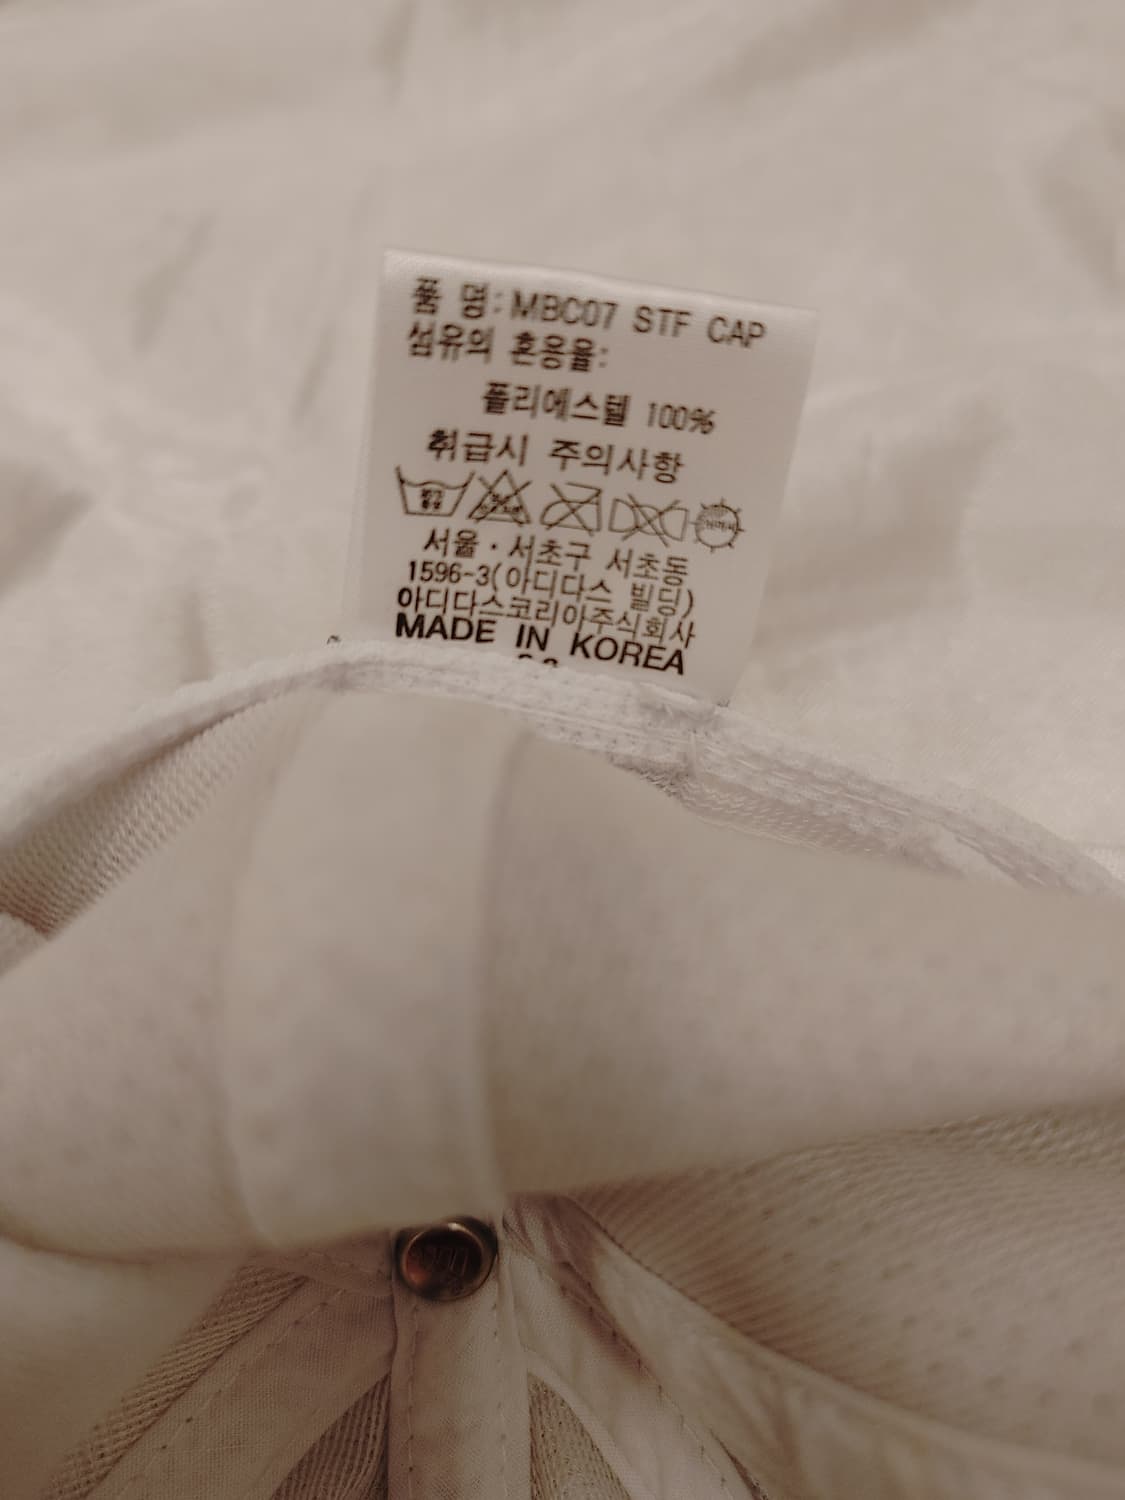 품 명: MBC07 STF CAP
섬유의 혼용율:
폴리에스텔 100%
취급시 주의사항
서울·서초구 서초동
1596-3(아디다스 빌딩)
아디다스코리아주식회사
MADE IN KOREA